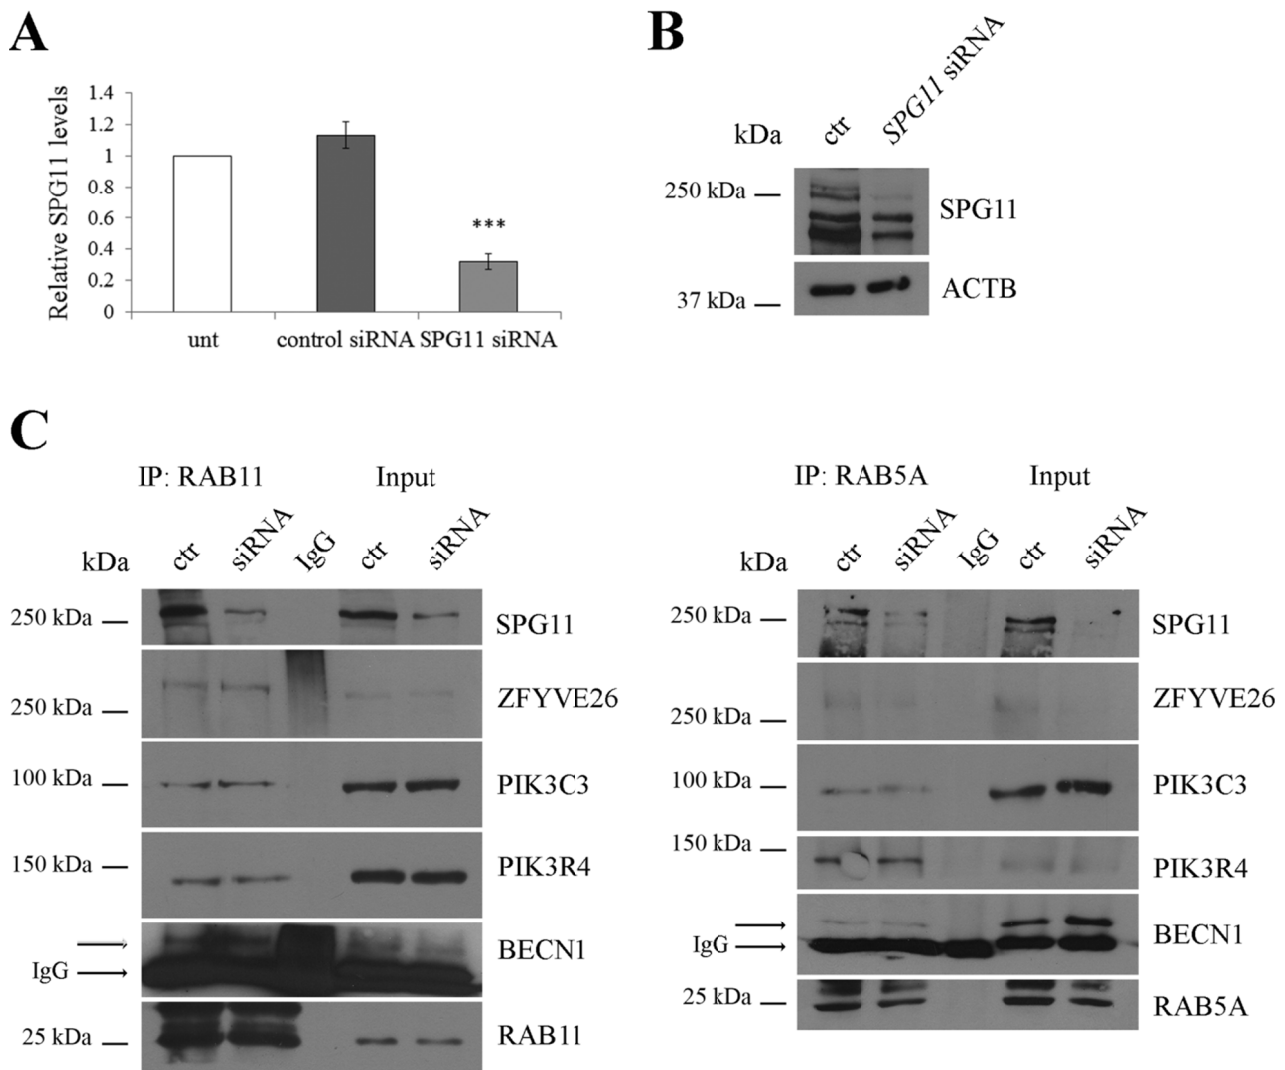 A
Relative SPG11 levels
1.4
1.2
1
0.8
0.6
0.4
0.2
0
***
unt control siRNA SPG11 siRNA
B
kDa ctr SPG11 siRNA
250 kDa SPG11
37 kDa ACTB
C
IP: RAB11 Input
kDa ctr siRNA IgG ctr siRNA
250 kDa SPG11
250 kDa ZFYVE26
100 kDa PIK3C3
150 kDa PIK3R4
BECN1
IgG
25 kDa RAB11
IP: RAB5A Input
kDa ctr siRNA IgG ctr siRNA
250 kDa SPG11
250 kDa ZFYVE26
100 kDa PIK3C3
150 kDa PIK3R4
IgG BECN1
25 kDa RAB5A